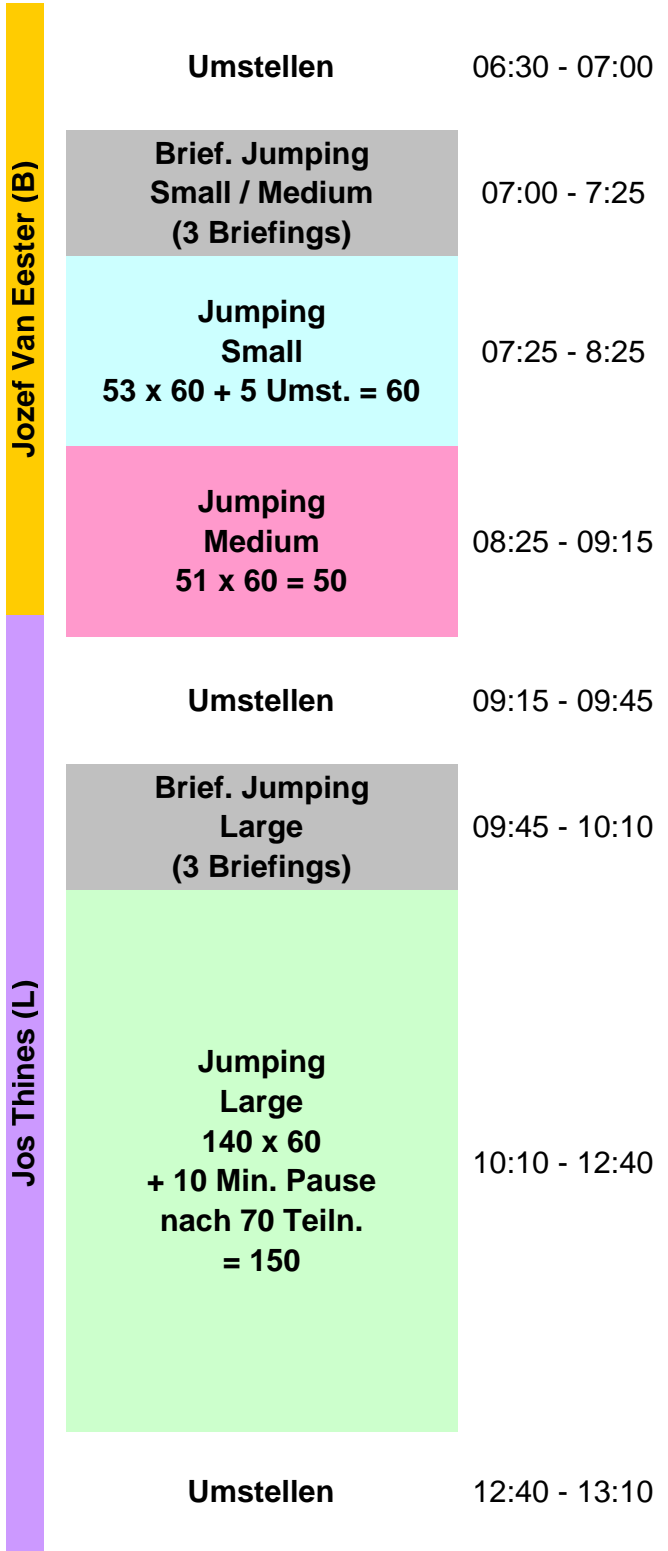 Jozef Van Eester (B)
Umstellen 06:30 - 07:00
Brief. Jumping
Small / Medium
(3 Briefings)
07:00 - 7:25
Jumping
Small
53 x 60 + 5 Umst. = 60
07:25 - 8:25
Jumping
Medium
51 x 60 = 50
08:25 - 09:15
Jos Thines (L)
Umstellen 09:15 - 09:45
Brief. Jumping
Large
(3 Briefings)
09:45 - 10:10
Jumping
Large
140 x 60
+ 10 Min. Pause
nach 70 Teiln.
= 150
10:10 - 12:40
Umstellen 12:40 - 13:10